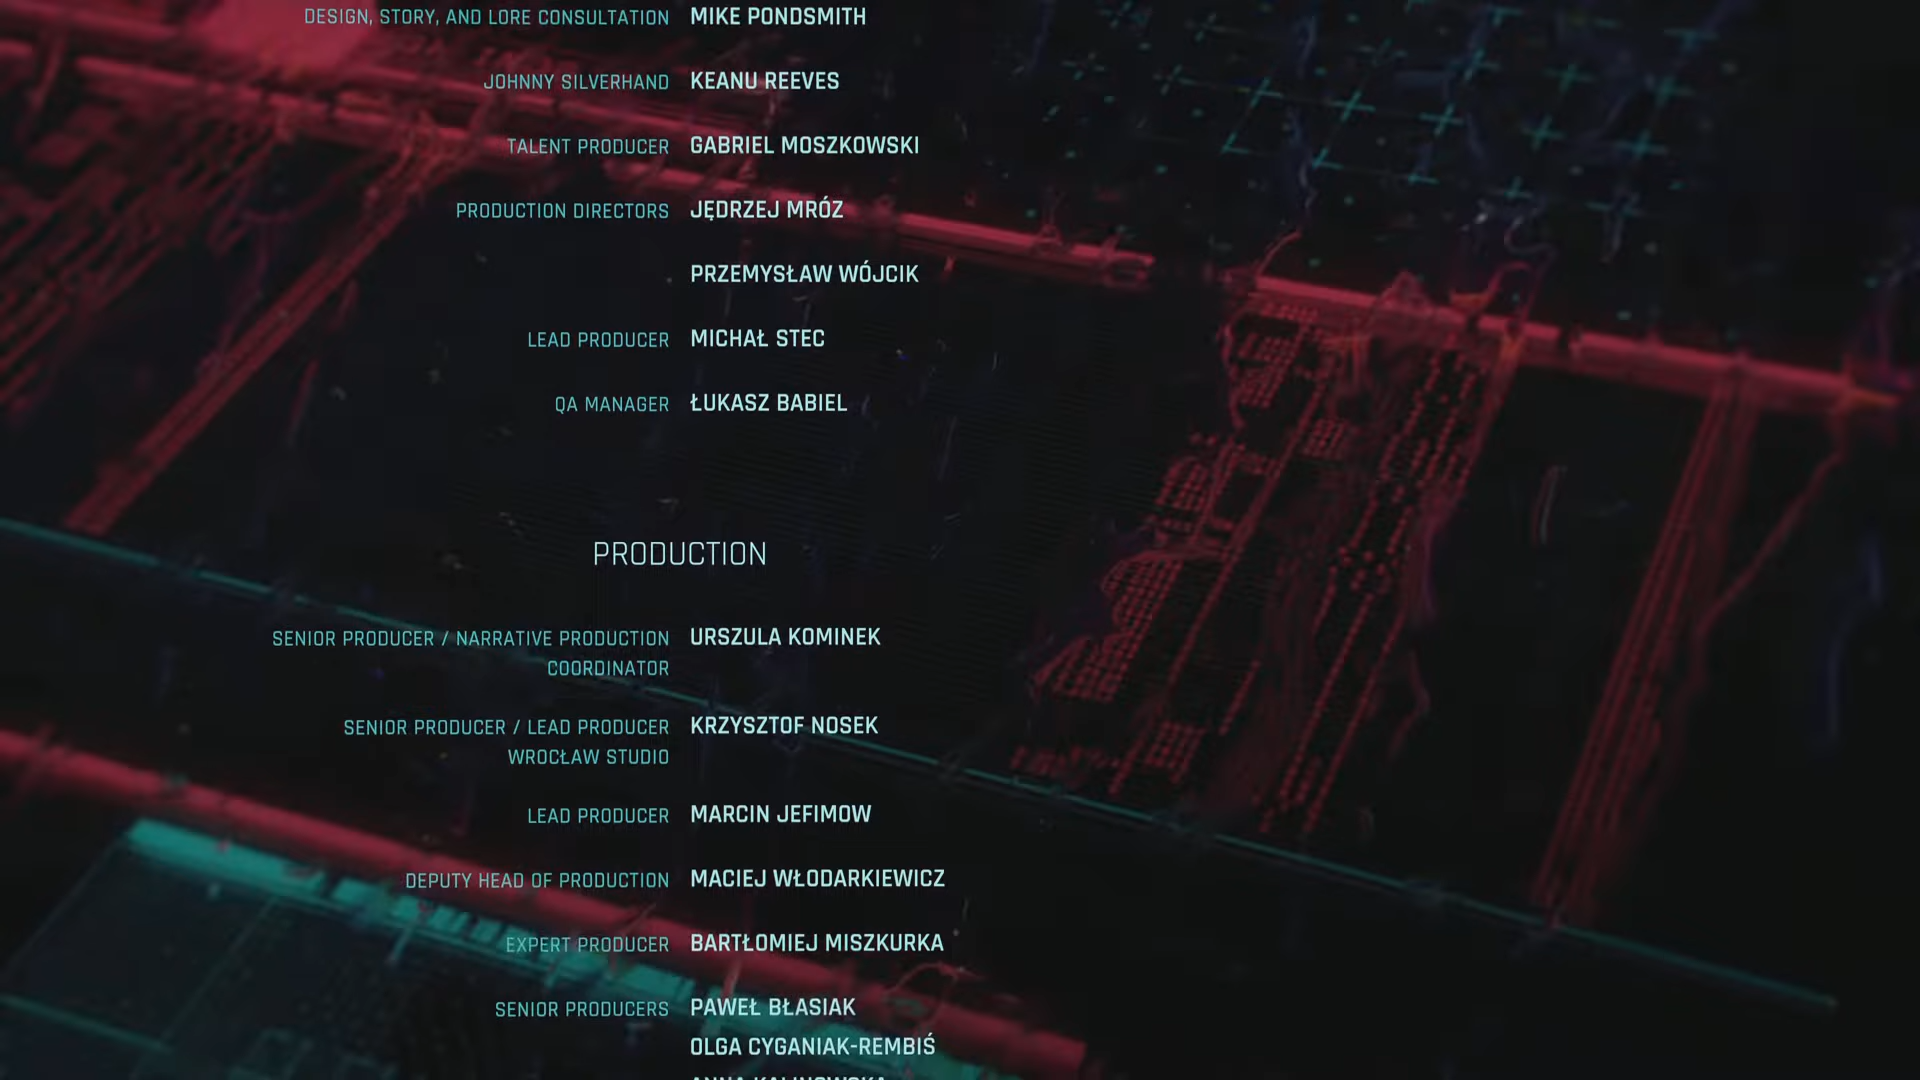 DESIGN, STORY, AND LORE CONSULTATION MIKE PONDSMITH
JOHNNY SILVERHAND KEANU REEVES
TALENT PRODUCER GABRIEL MOSZKOWSKI
PRODUCTION DIRECTORS JĘDRZEJ MRÓZ
PRZEMYSŁAW WÓJCIK
LEAD PRODUCER MICHAŁ STEC
QA MANAGER ŁUKASZ BABIEL
PRODUCTION
SENIOR PRODUCER / NARRATIVE PRODUCTION URSZULA KOMINEK
COORDINATOR
SENIOR PRODUCER / LEAD PRODUCER KRZYSZTOF NOSEK
WROCŁAW STUDIO
LEAD PRODUCER MARCIN JEFIMOW
DEPUTY HEAD OF PRODUCTION MACIEJ WŁODARKIEWICZ
EXPERT PRODUCER BARTŁOMIEJ MISZKURKA
SENIOR PRODUCERS PAWEŁ BŁASIAK
OLGA CYGANIAK-REMBIŚ